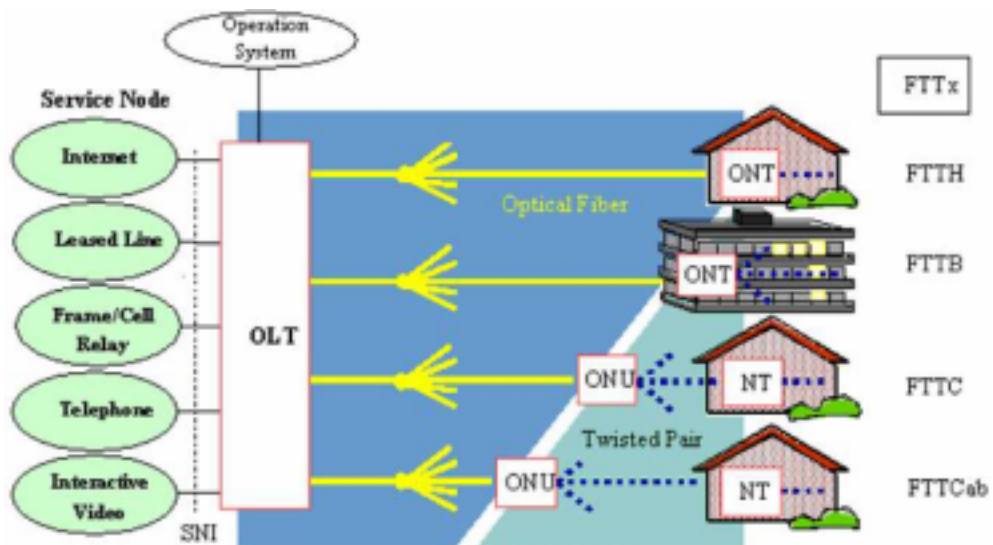 Operation
System
FTTx
Service Node
Internet
ONT
FTTH
Optical Fiber
Leased Line
ONT
FTTB
Frame/Cell
Relay
OLT
ONU
NT
FTTC
Telephone
Twisted Pair
Interactive
Video
ONU
NT
FTTCab
SNI